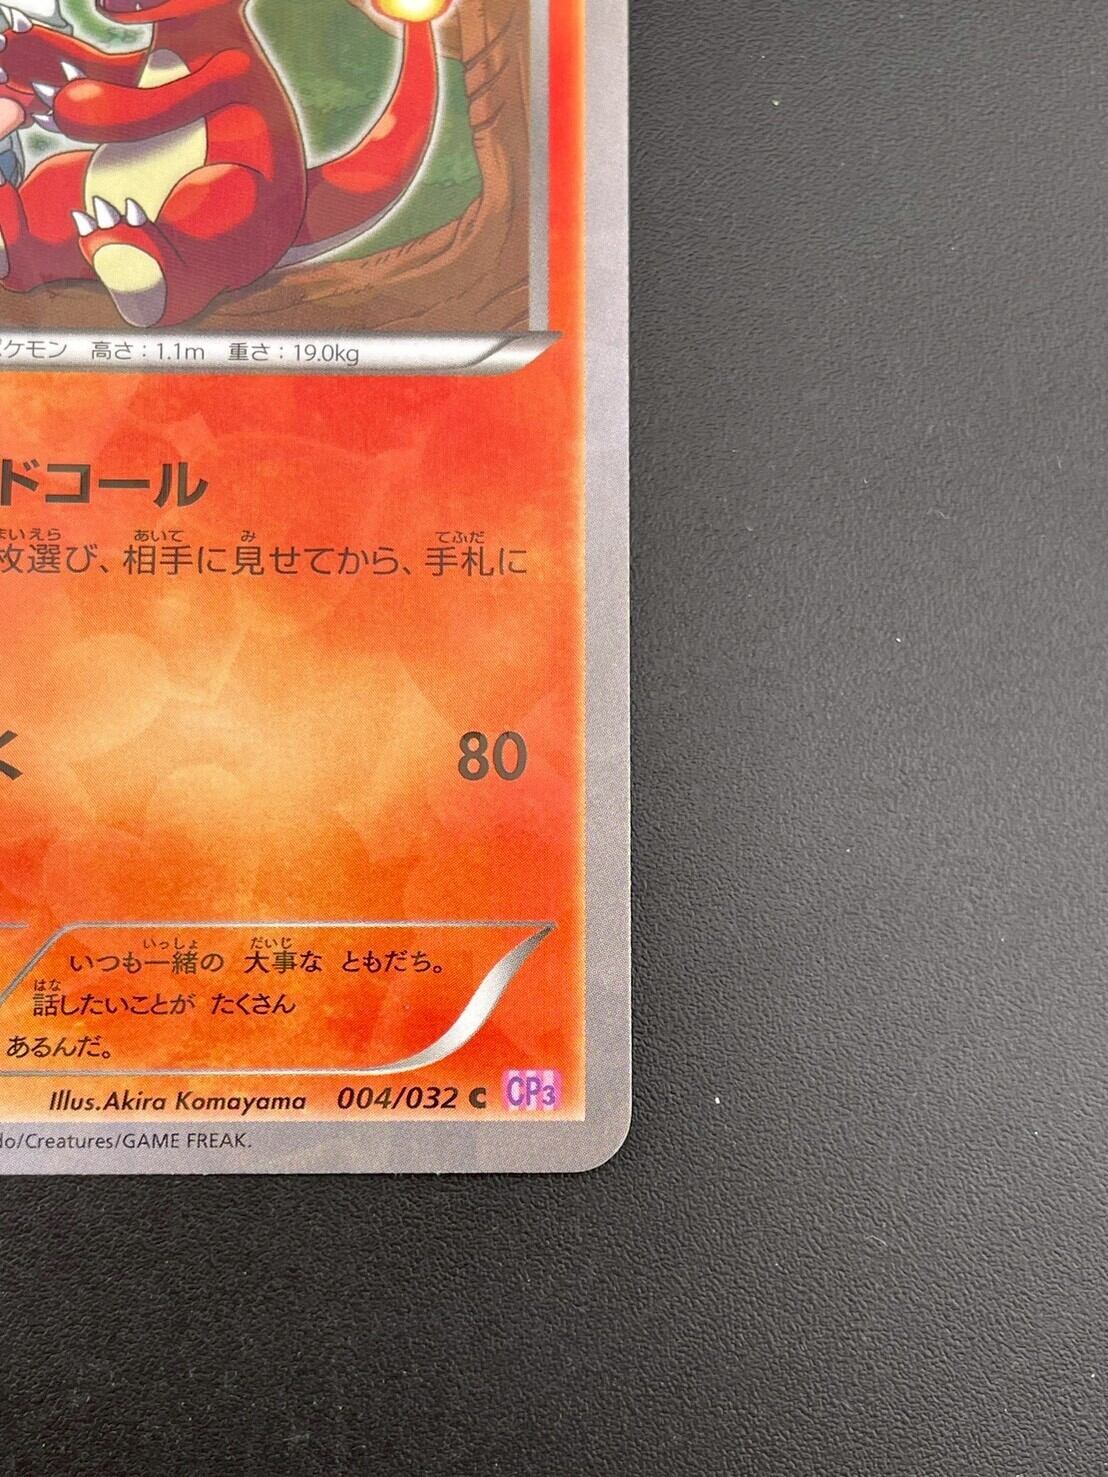 ケモン 高さ：1.1m 重さ：19.0kg
ドコール
まいえら あいて み てふだ
枚選び、相手に見せてから、手札に
く 80
いっしょ だいじ
いつも一緒の 大事な ともだち。
はな
話したいことが たくさん
あるんだ。
Illus.Akira Komayama 004/032 C CP3
do/Creatures/GAME FREAK.